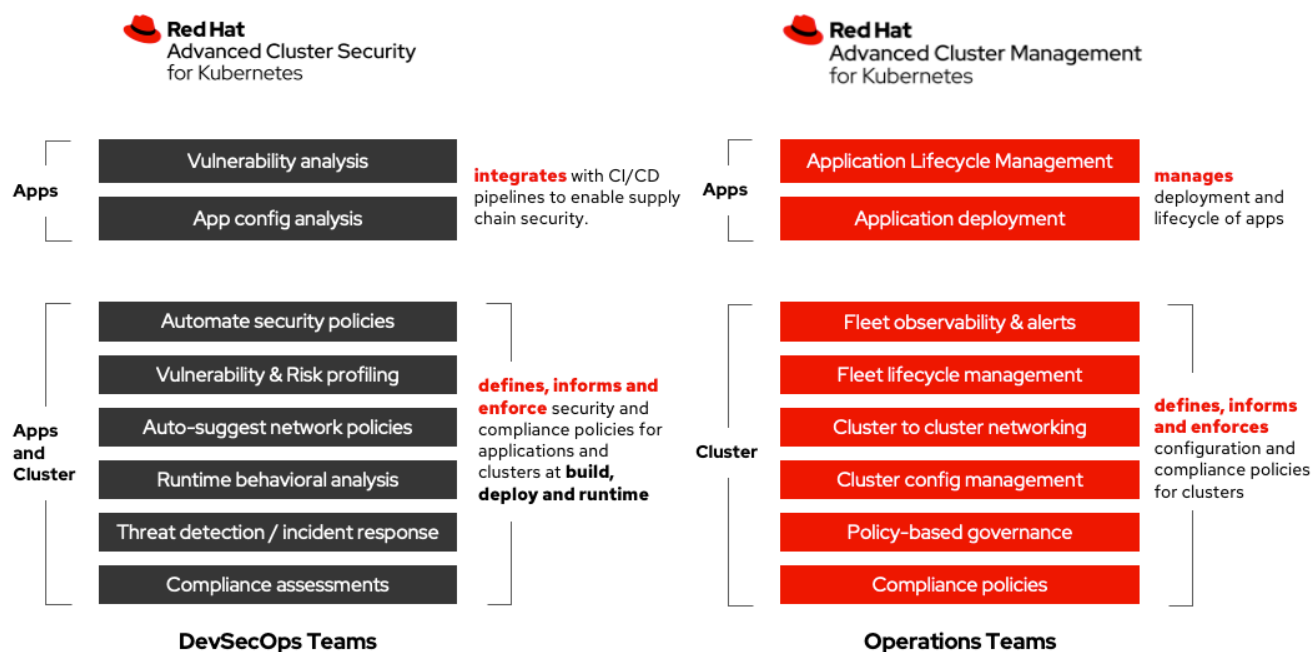 Red Hat
Advanced Cluster Security
for Kubernetes
Apps
Vulnerability analysis
App config analysis
integrates with CI/CD
pipelines to enable supply
chain security.
Apps
and
Cluster
Automate security policies
Vulnerability & Risk profiling
Auto-suggest network policies
Runtime behavioral analysis
Threat detection / incident response
Compliance assessments
defines, informs and
enforce security and
compliance policies for
applications and
clusters at build,
deploy and runtime
DevSecOps Teams
Red Hat
Advanced Cluster Management
for Kubernetes
Apps
Application Lifecycle Management
Application deployment
manages
deployment and
lifecycle of apps
Cluster
Fleet observability & alerts
Fleet lifecycle management
Cluster to cluster networking
Cluster config management
Policy-based governance
Compliance policies
defines, informs
and enforces
configuration and
compliance policies
for clusters
Operations Teams